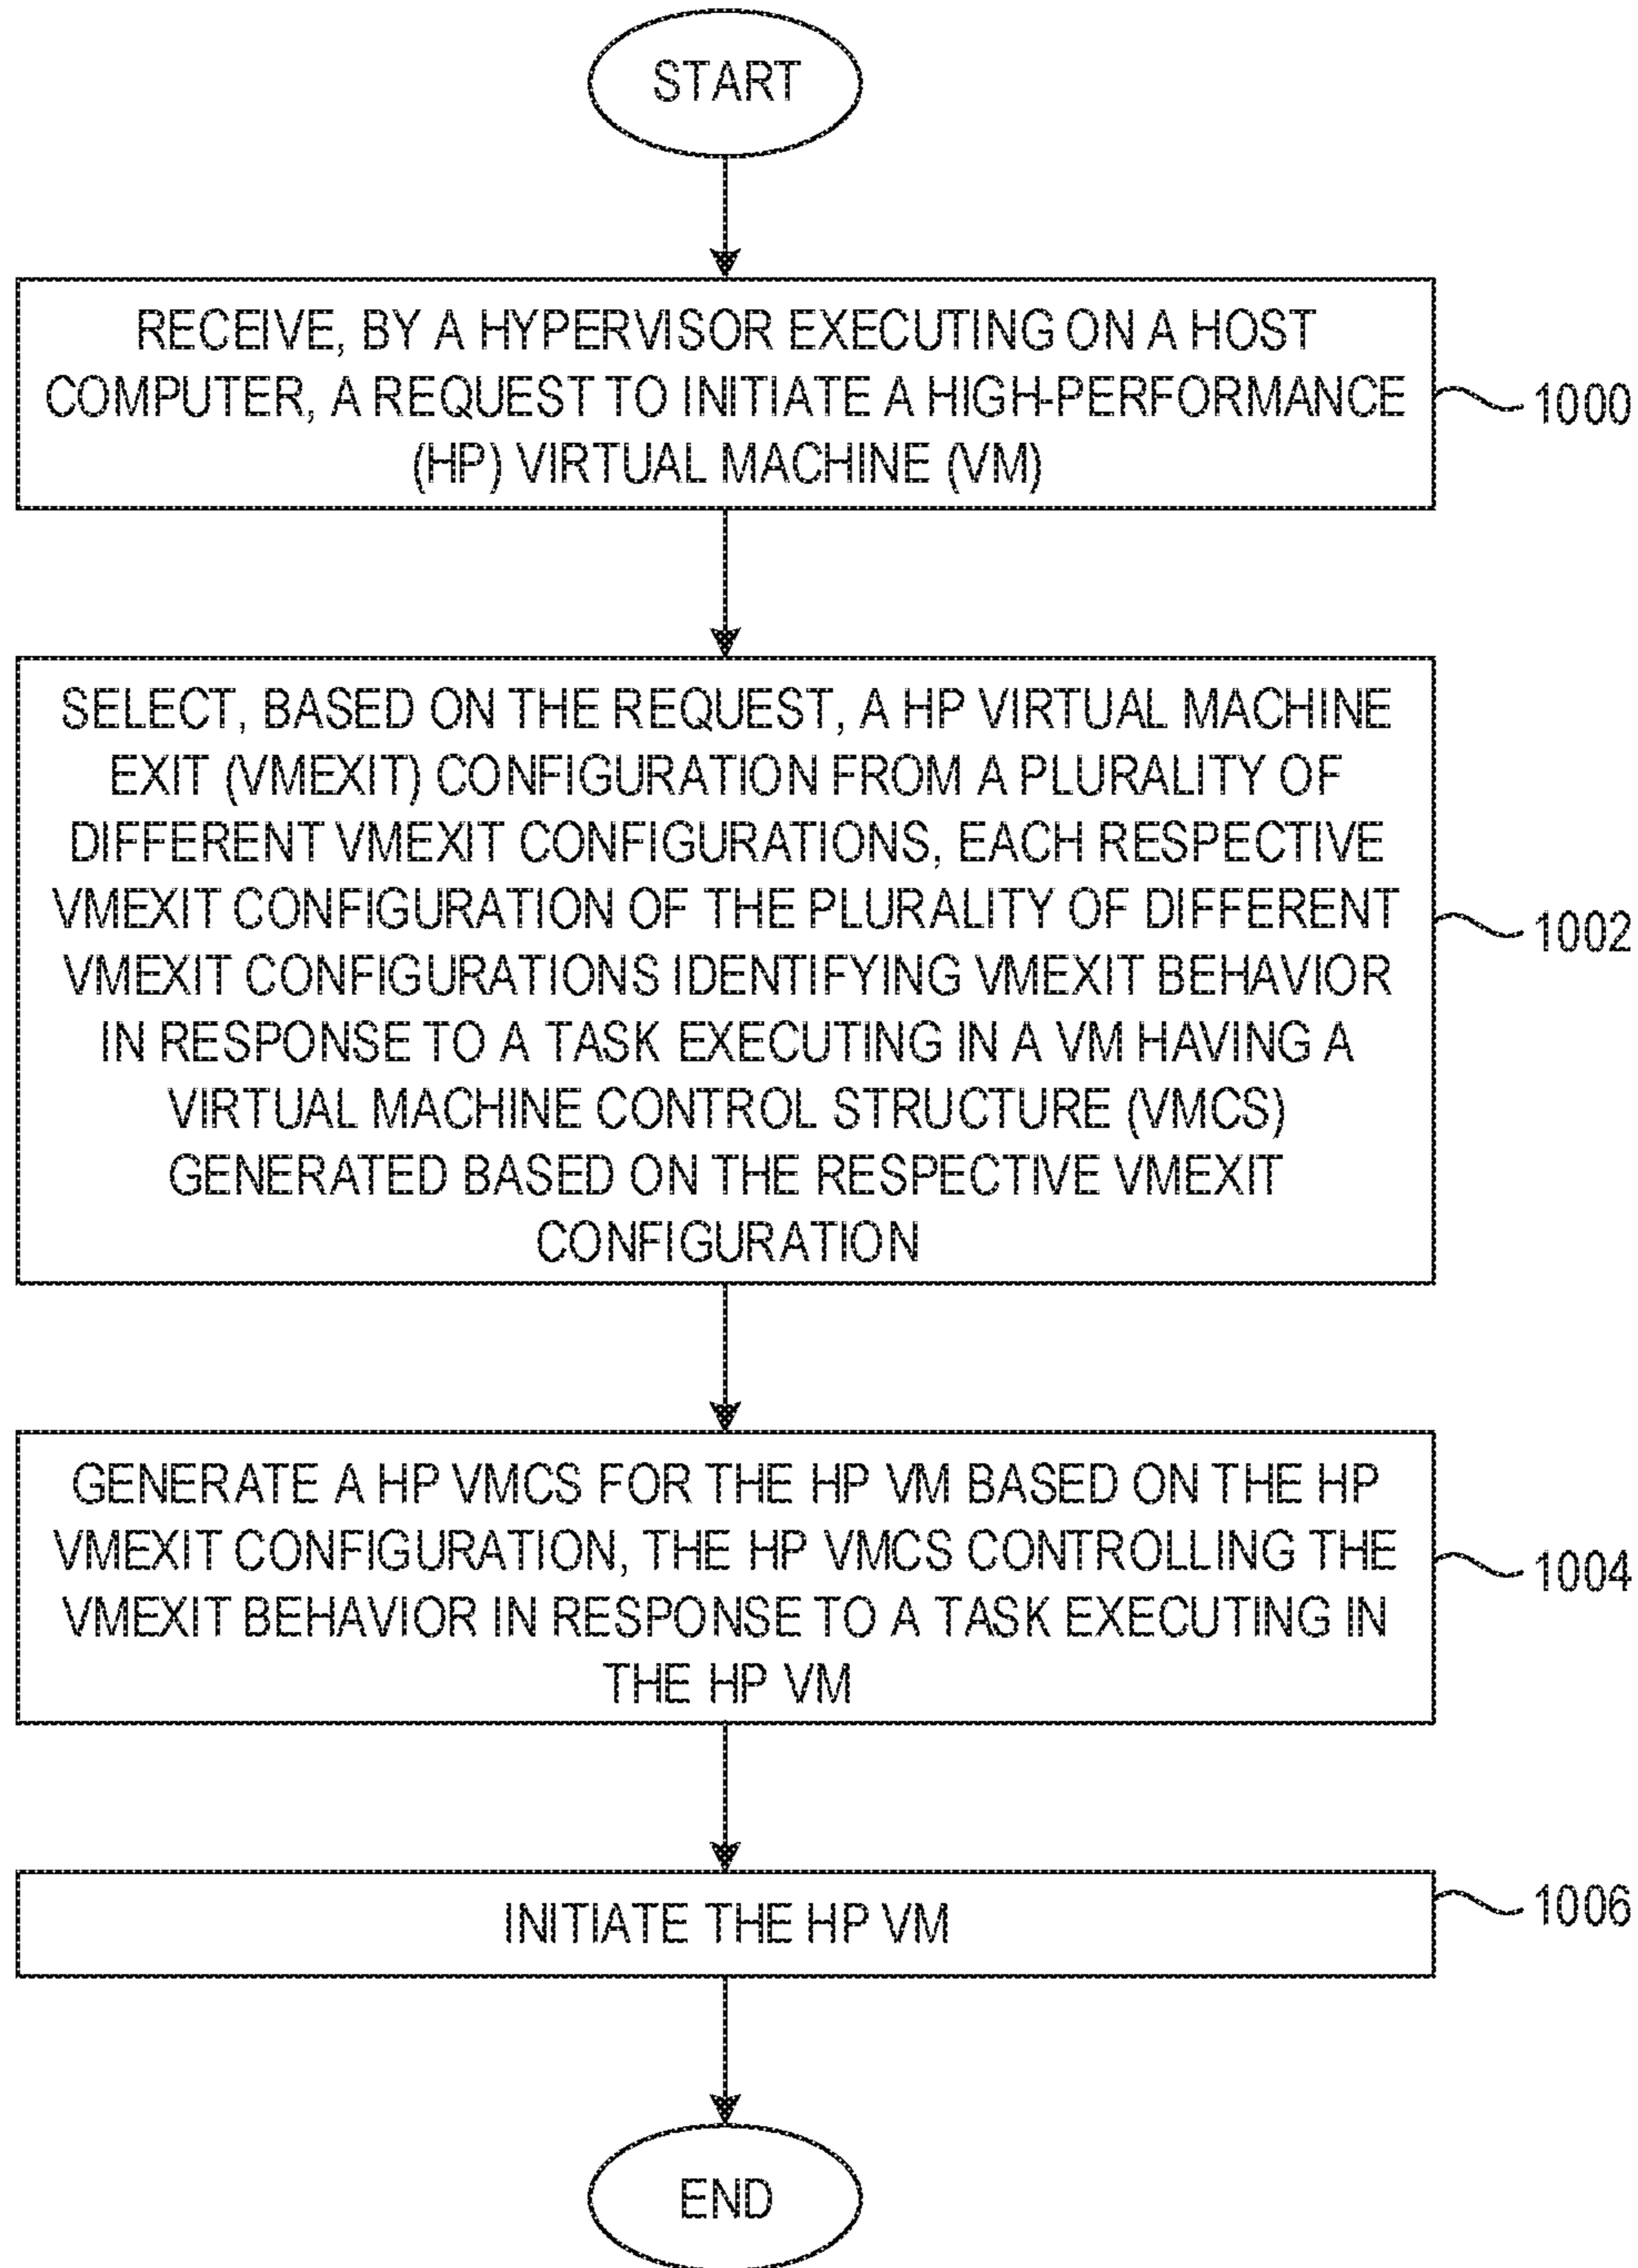 START
RECEIVE, BY A HYPERVISOR EXECUTING ON A HOST
COMPUTER, A REQUEST TO INITIATE A HIGH-PERFORMANCE
(HP) VIRTUAL MACHINE (VM)
1000
SELECT, BASED ON THE REQUEST, A HP VIRTUAL MACHINE
EXIT (VMEXIT) CONFIGURATION FROM A PLURALITY OF
DIFFERENT VMEXIT CONFIGURATIONS, EACH RESPECTIVE
VMEXIT CONFIGURATION OF THE PLURALITY OF DIFFERENT
VMEXIT CONFIGURATIONS IDENTIFYING VMEXIT BEHAVIOR
IN RESPONSE TO A TASK EXECUTING IN A VM HAVING A
VIRTUAL MACHINE CONTROL STRUCTURE (VMCS)
GENERATED BASED ON THE RESPECTIVE VMEXIT
CONFIGURATION
1002
GENERATE A HP VMCS FOR THE HP VM BASED ON THE HP
VMEXIT CONFIGURATION, THE HP VMCS CONTROLLING THE
VMEXIT BEHAVIOR IN RESPONSE TO A TASK EXECUTING IN
THE HP VM
1004
INITIATE THE HP VM
1006
END